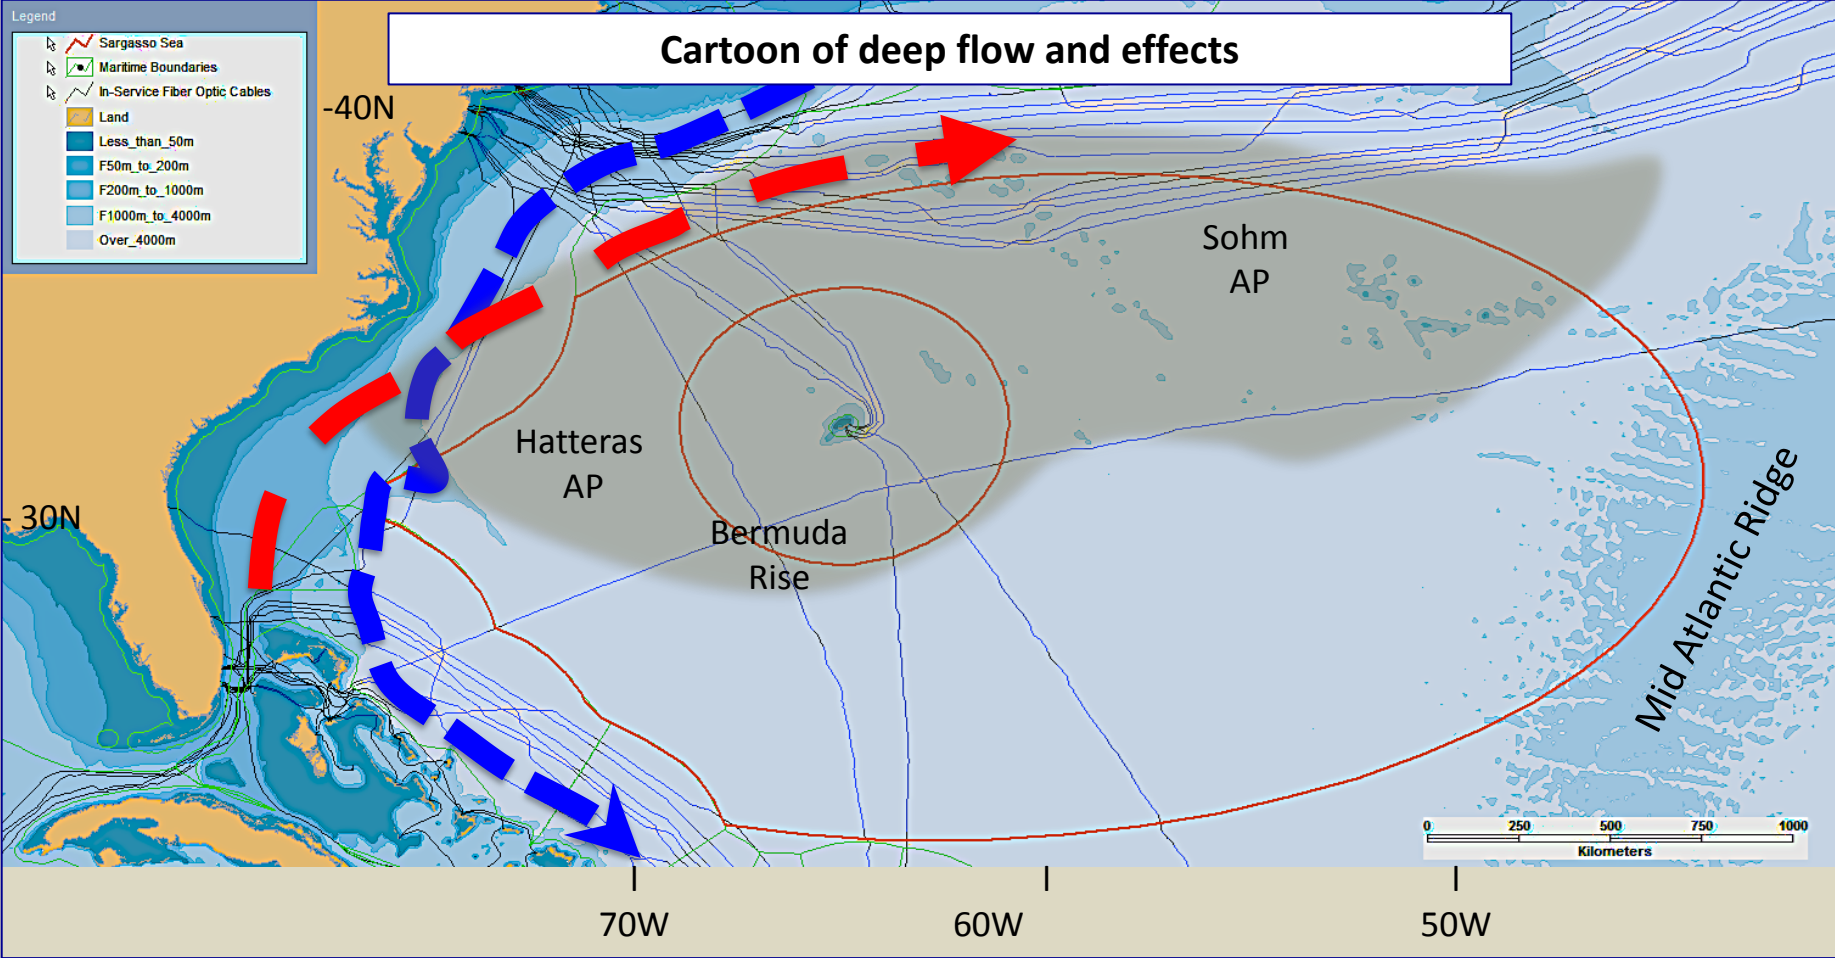 Legend
Sargasso Sea
Maritime Boundaries
In-Service Fiber Optic Cables
Land
Less_than_50m
F50m_to_200m
F200m_to_1000m
F1000m_to_4000m
Over_4000m
Cartoon of deep flow and effects
-40N
Sohm
AP
Hatteras
AP
- 30N
Bermuda
Rise
Mid Atlantic Ridge
0 250 500 750 1000
Kilometers
70W 60W 50W